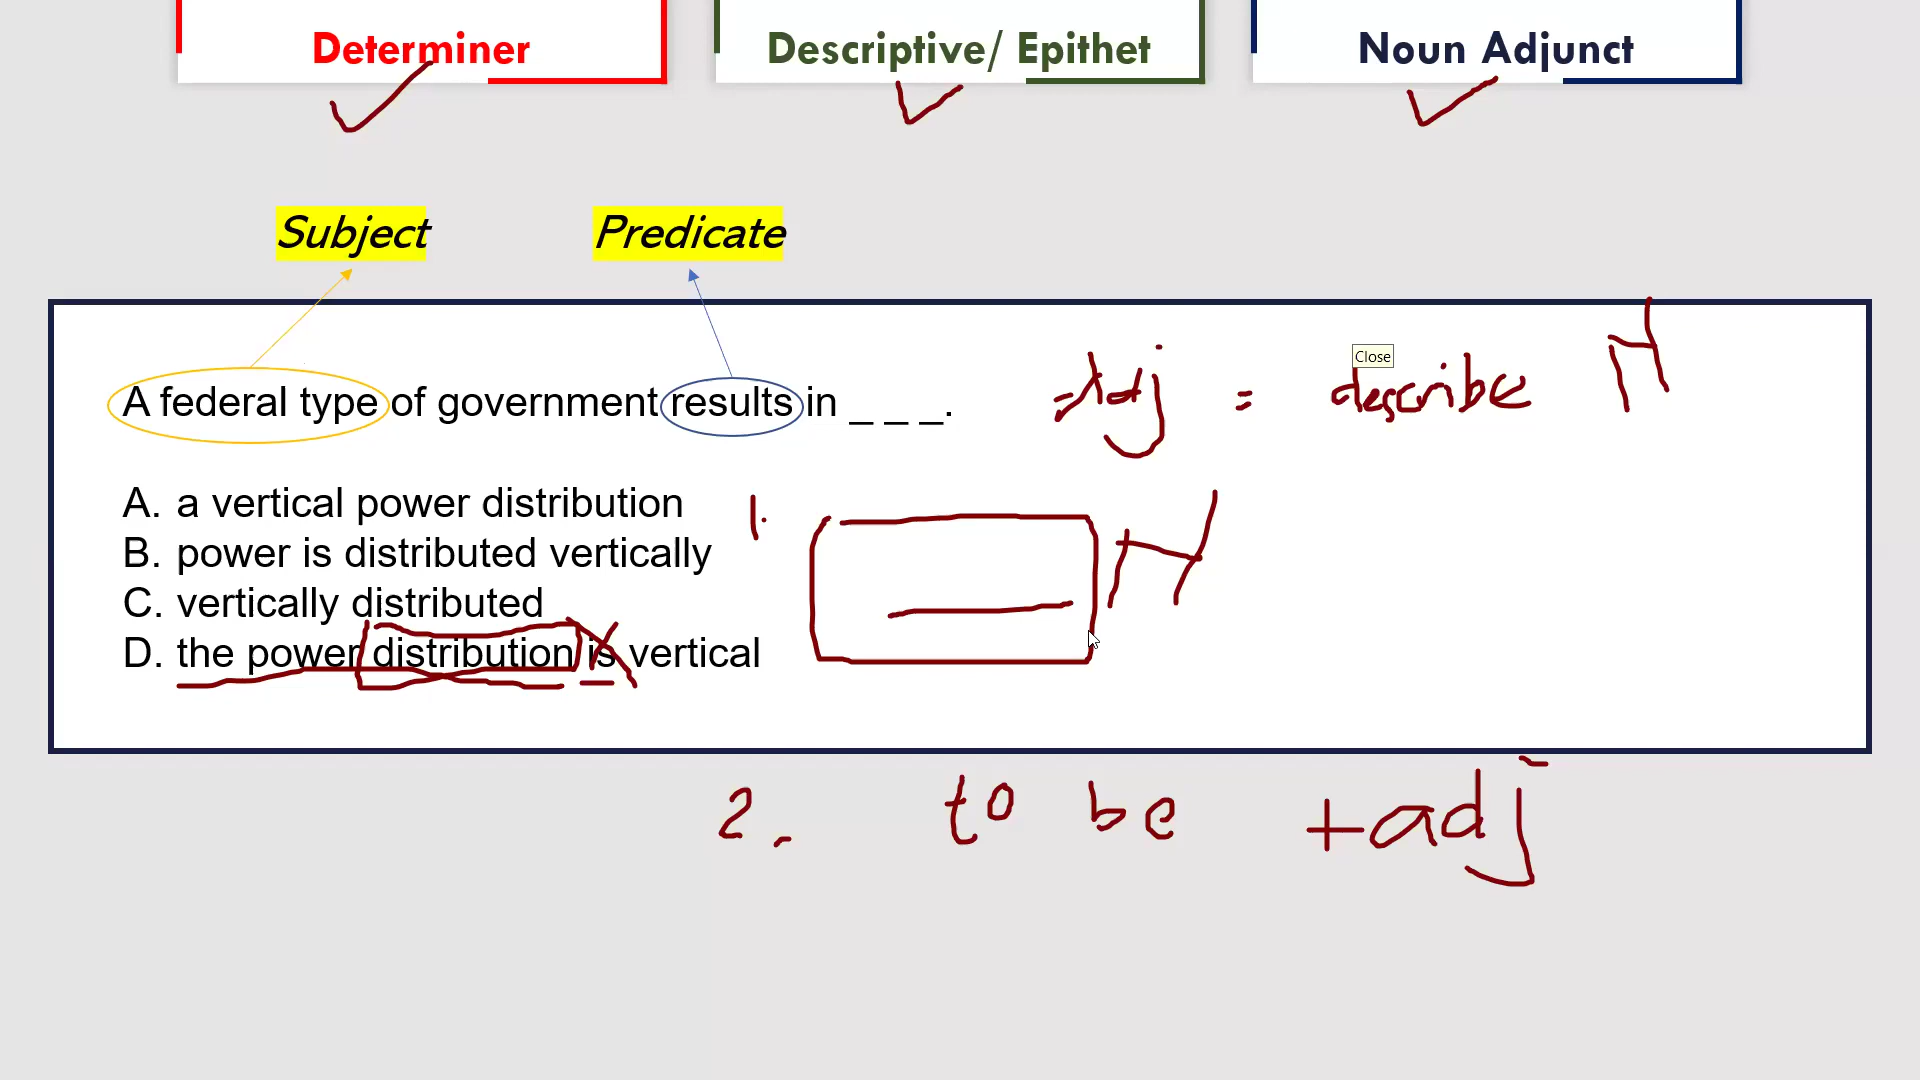 Determiner
Descriptive/ Epithet
Noun Adjunct
Subject
Predicate
A federal type of government results in _ _ _.
Adj = describe N
Close
A. a vertical power distribution
B. power is distributed vertically
C. vertically distributed
D. the power distribution is vertical
1. N
2. to be +adj